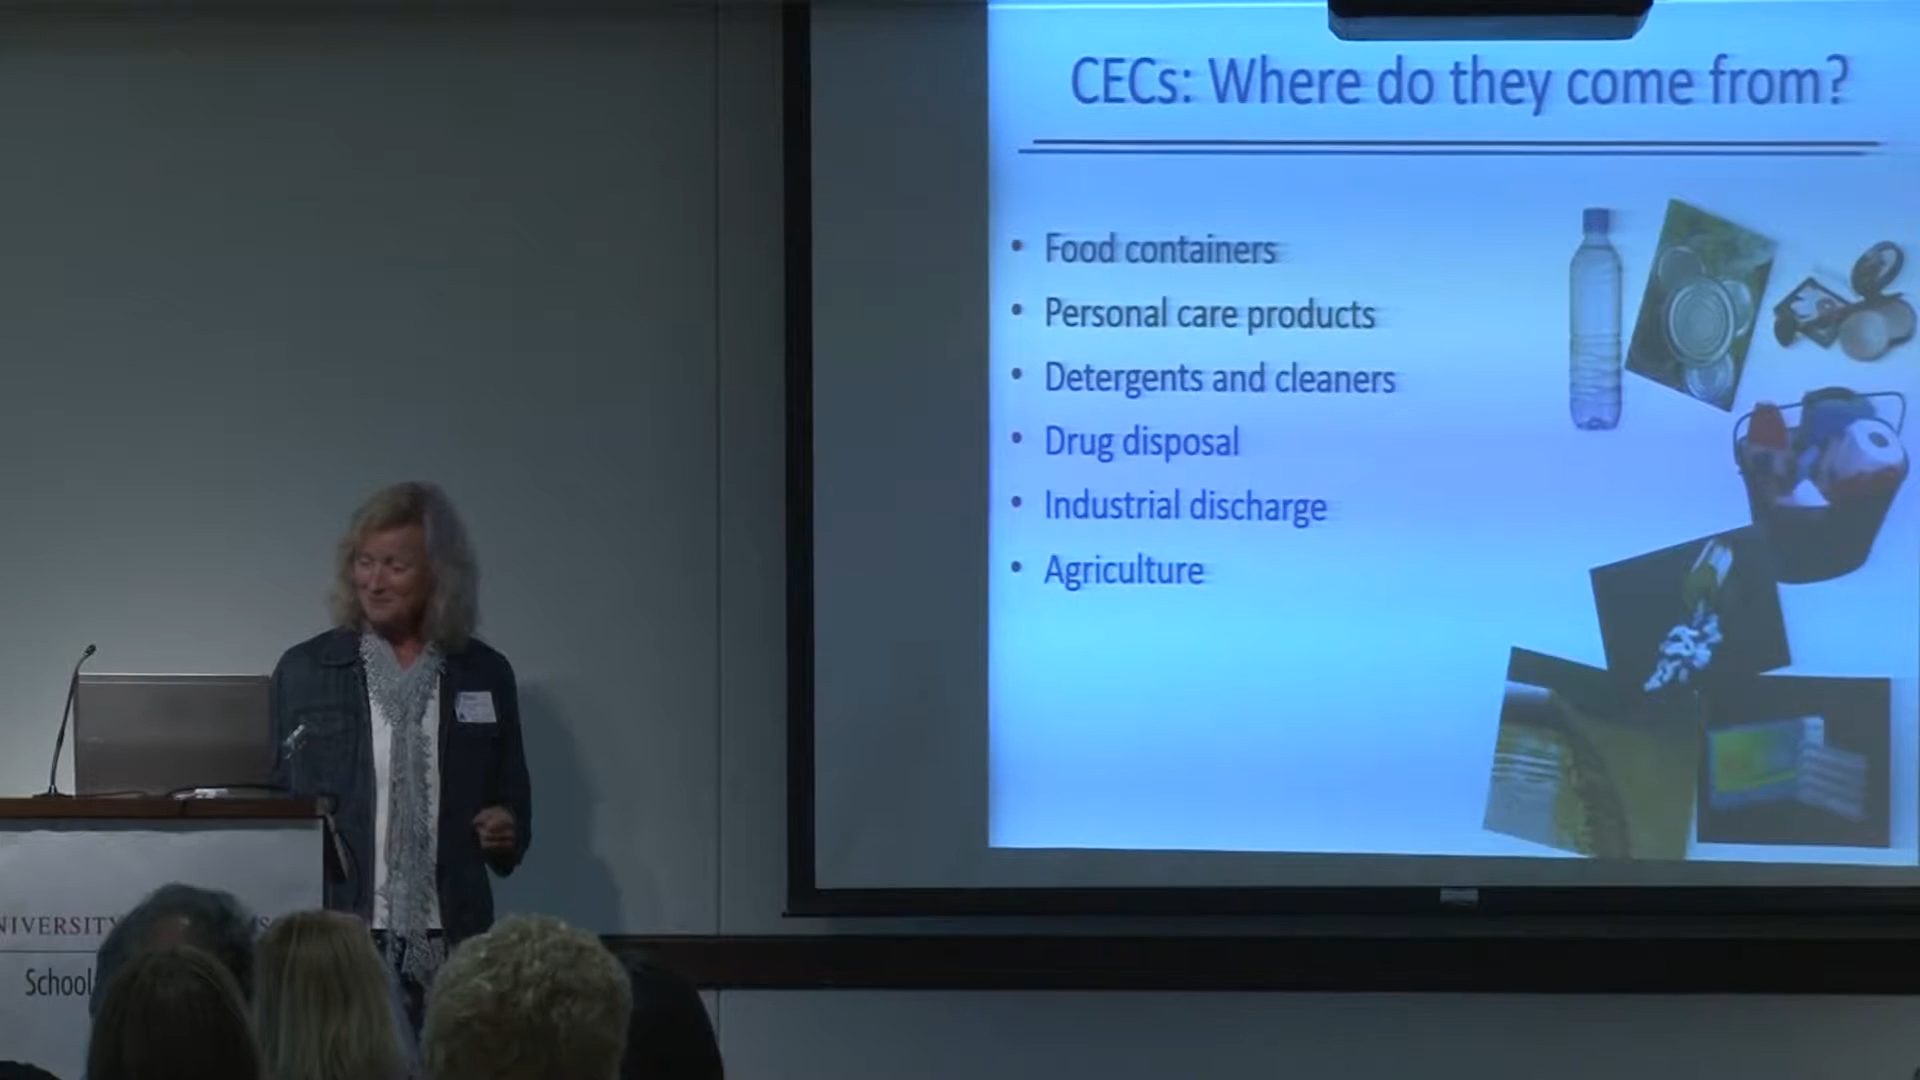 CECs: Where do they come from?
• Food containers
• Personal care products
• Detergents and cleaners
• Drug disposal
• Industrial discharge
• Agriculture
School